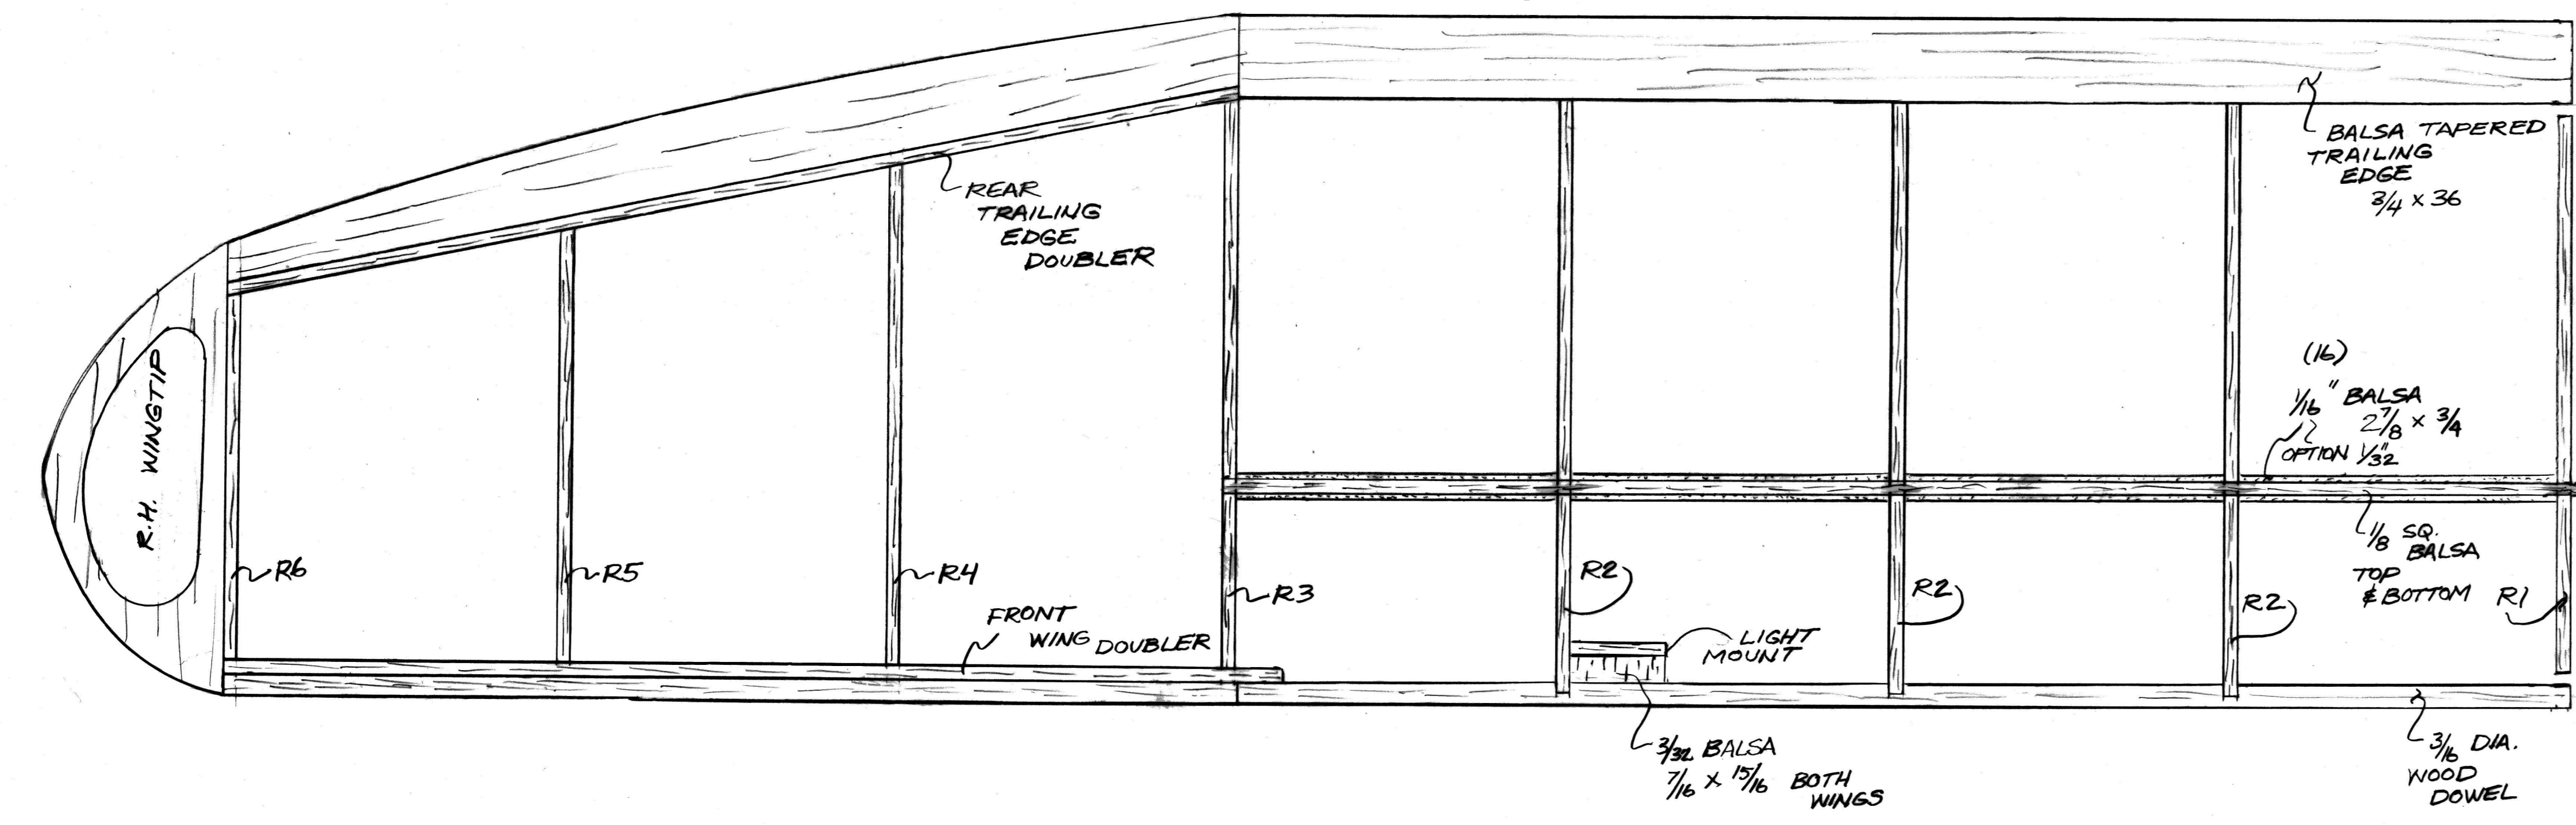 BALSA TAPERED
TRAILING
EDGE
3/4 x 36
REAR
TRAILING
EDGE
DOUBLER
R.H. WINGTIP
(16)
1/16" BALSA
2 7/8 x 3/4
OPTION 1/32"
1/8 SQ.
BALSA
TOP
& BOTTOM
R6
R5
R4
R3
R2
R2
R2
R1
FRONT
WING DOUBLER
LIGHT
MOUNT
3/32 BALSA
7/16 x 15/16 BOTH
WINGS
3/16 DIA.
WOOD
DOWEL